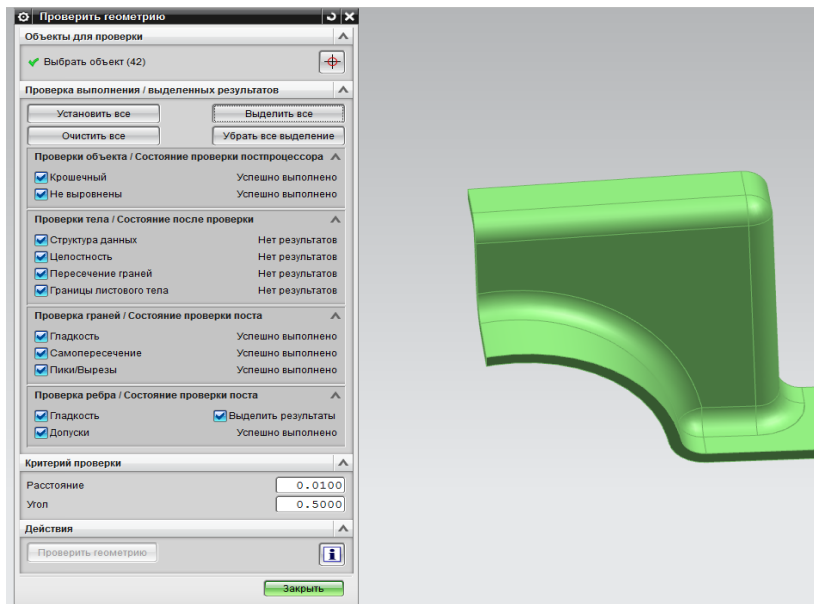 Проверить геометрию
Объекты для проверки
Выбрать объект (42)
Проверка выполнения / выделенных результатов
Установить все Выделить все
Очистить все Убрать все выделение
Проверки объекта / Состояние проверки постпроцессора
Крошечный Успешно выполнено
Не выровнены Успешно выполнено
Проверки тела / Состояние после проверки
Структура данных Нет результатов
Целостность Нет результатов
Пересечение граней Нет результатов
Границы листового тела Нет результатов
Проверка граней / Состояние проверки поста
Гладкость Успешно выполнено
Самопересечение Успешно выполнено
Пики/Вырезы Успешно выполнено
Проверка ребра / Состояние проверки поста
Гладкость Выделить результаты
Допуски Успешно выполнено
Критерий проверки
Расстояние 0.0100
Угол 0.5000
Действия
Проверить геометрию
Закрыть